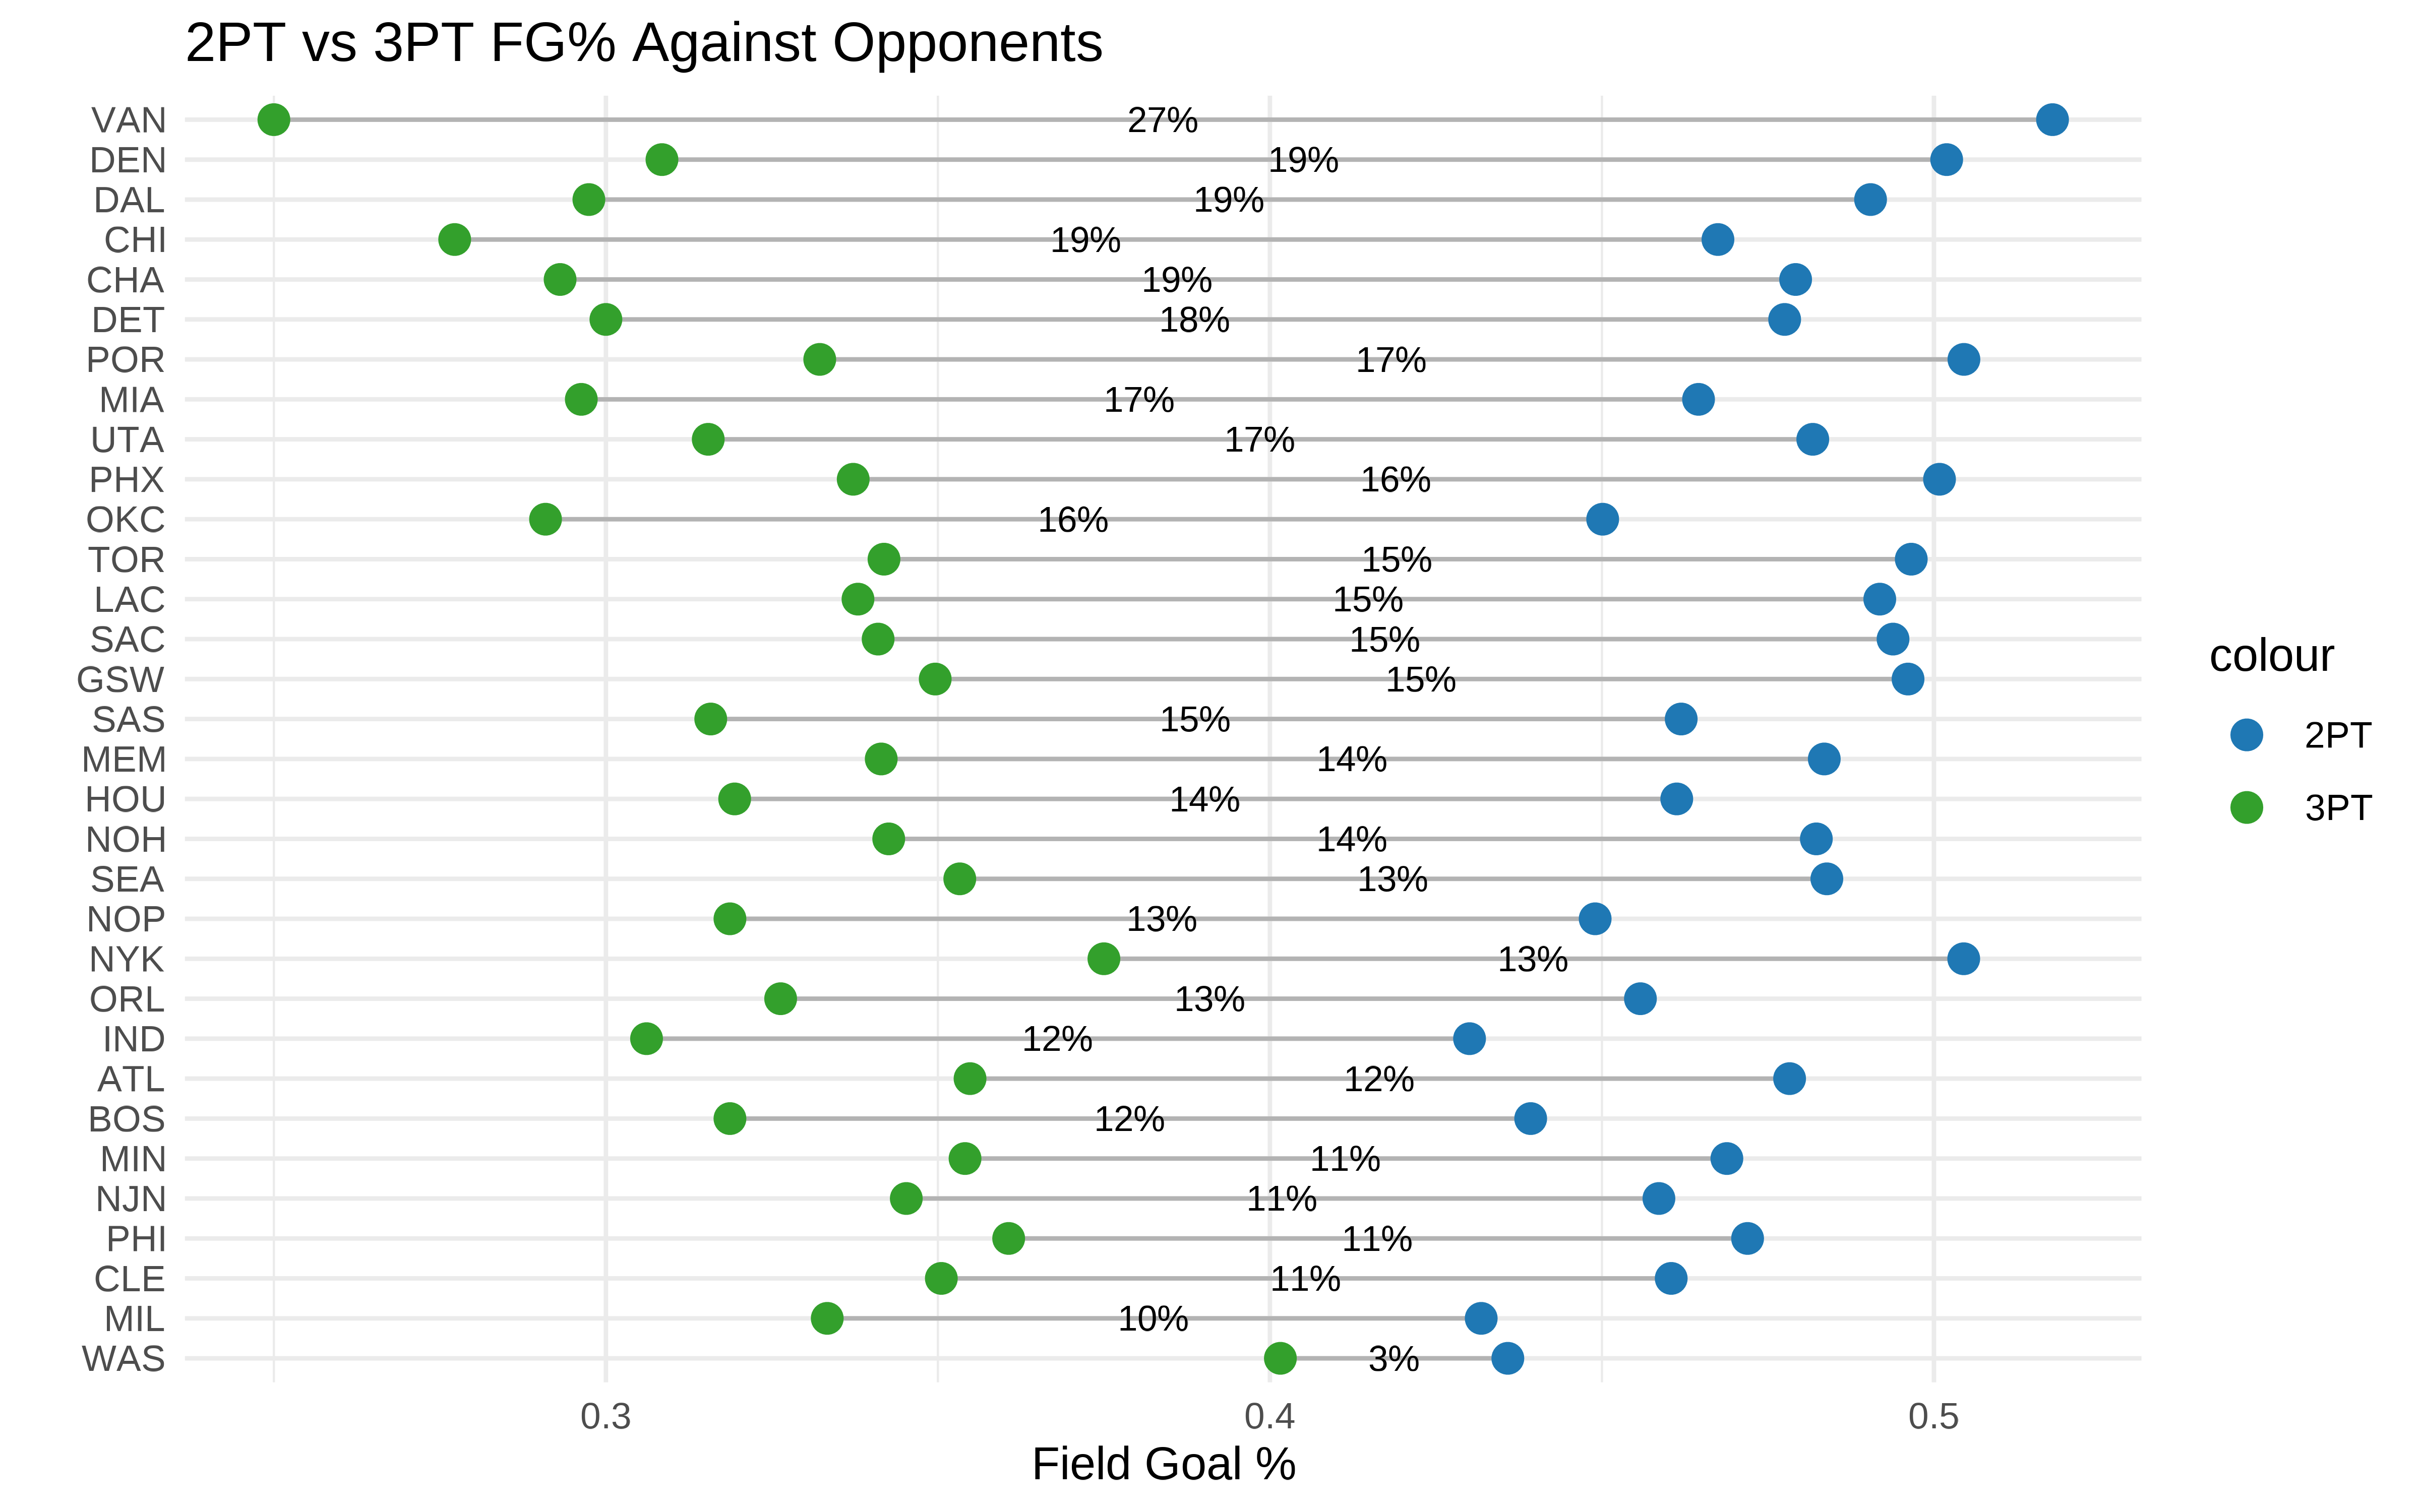 2PT vs 3PT FG% Against Opponents
VAN 27%
DEN 19%
DAL 19%
CHI 19%
CHA 19%
DET 18%
POR 17%
MIA 17%
UTA 17%
PHX 16%
OKC 16%
TOR 15%
LAC 15%
SAC 15%
GSW 15%
SAS 15%
MEM 14%
HOU 14%
NOH 14%
SEA 13%
NOP 13%
NYK 13%
ORL 13%
IND 12%
ATL 12%
BOS 12%
MIN 11%
NJN 11%
PHI 11%
CLE 11%
MIL 10%
WAS 3%
0.3 0.4 0.5
Field Goal %
colour
2PT
3PT